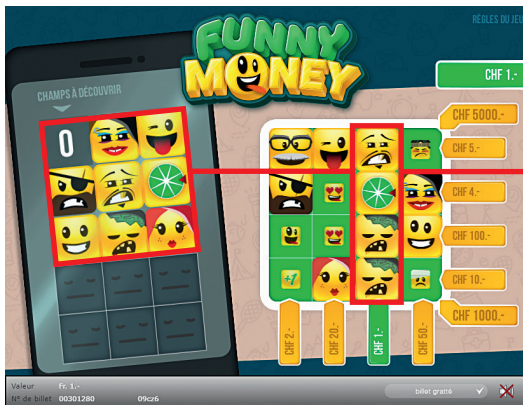 RÈGLES DU JEU
FUNNY
MONEY
CHF 1.-
CHAMPS À DÉCOUVRIR
0
CHF 5000.-
CHF 5.-
CHF 4.-
CHF 100.-
+7
CHF 10.-
CHF 1000.-
CHF 2.-
CHF 20.-
CHF 1.-
CHF 50.-
Valeur Fr. 1.-
billet gratté
N° de billet 00301280 09cz6